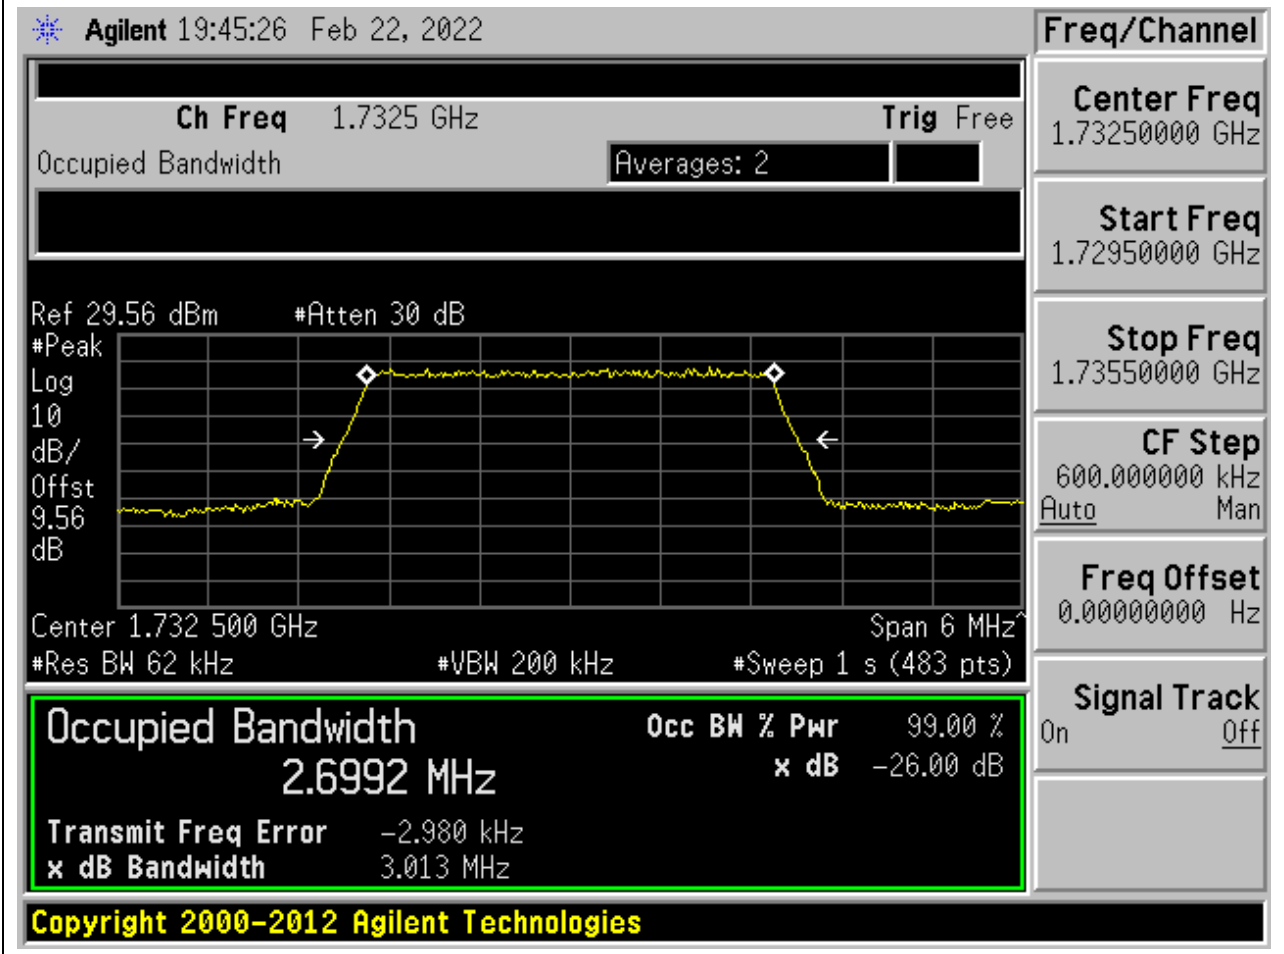 Agilent 19:45:26 Feb 22, 2022
Freq/Channel
Ch Freq 1.7325 GHz Trig Free
Occupied Bandwidth Averages: 2
Center Freq
1.73250000 GHz
Start Freq
1.72950000 GHz
Stop Freq
1.73550000 GHz
CF Step
600.000000 kHz
Auto Man
Freq Offset
0.00000000 Hz
Signal Track
On Off
Ref 29.56 dBm #Atten 30 dB
#Peak
Log
10
dB/
Offst
9.56
dB
Center 1.732 500 GHz Span 6 MHz^
#Res BW 62 kHz #VBW 200 kHz #Sweep 1 s (483 pts)
Occupied Bandwidth Occ BW % Pwr 99.00 %
2.6992 MHz x dB -26.00 dB
Transmit Freq Error -2.980 kHz
x dB Bandwidth 3.013 MHz
Copyright 2000-2012 Agilent Technologies